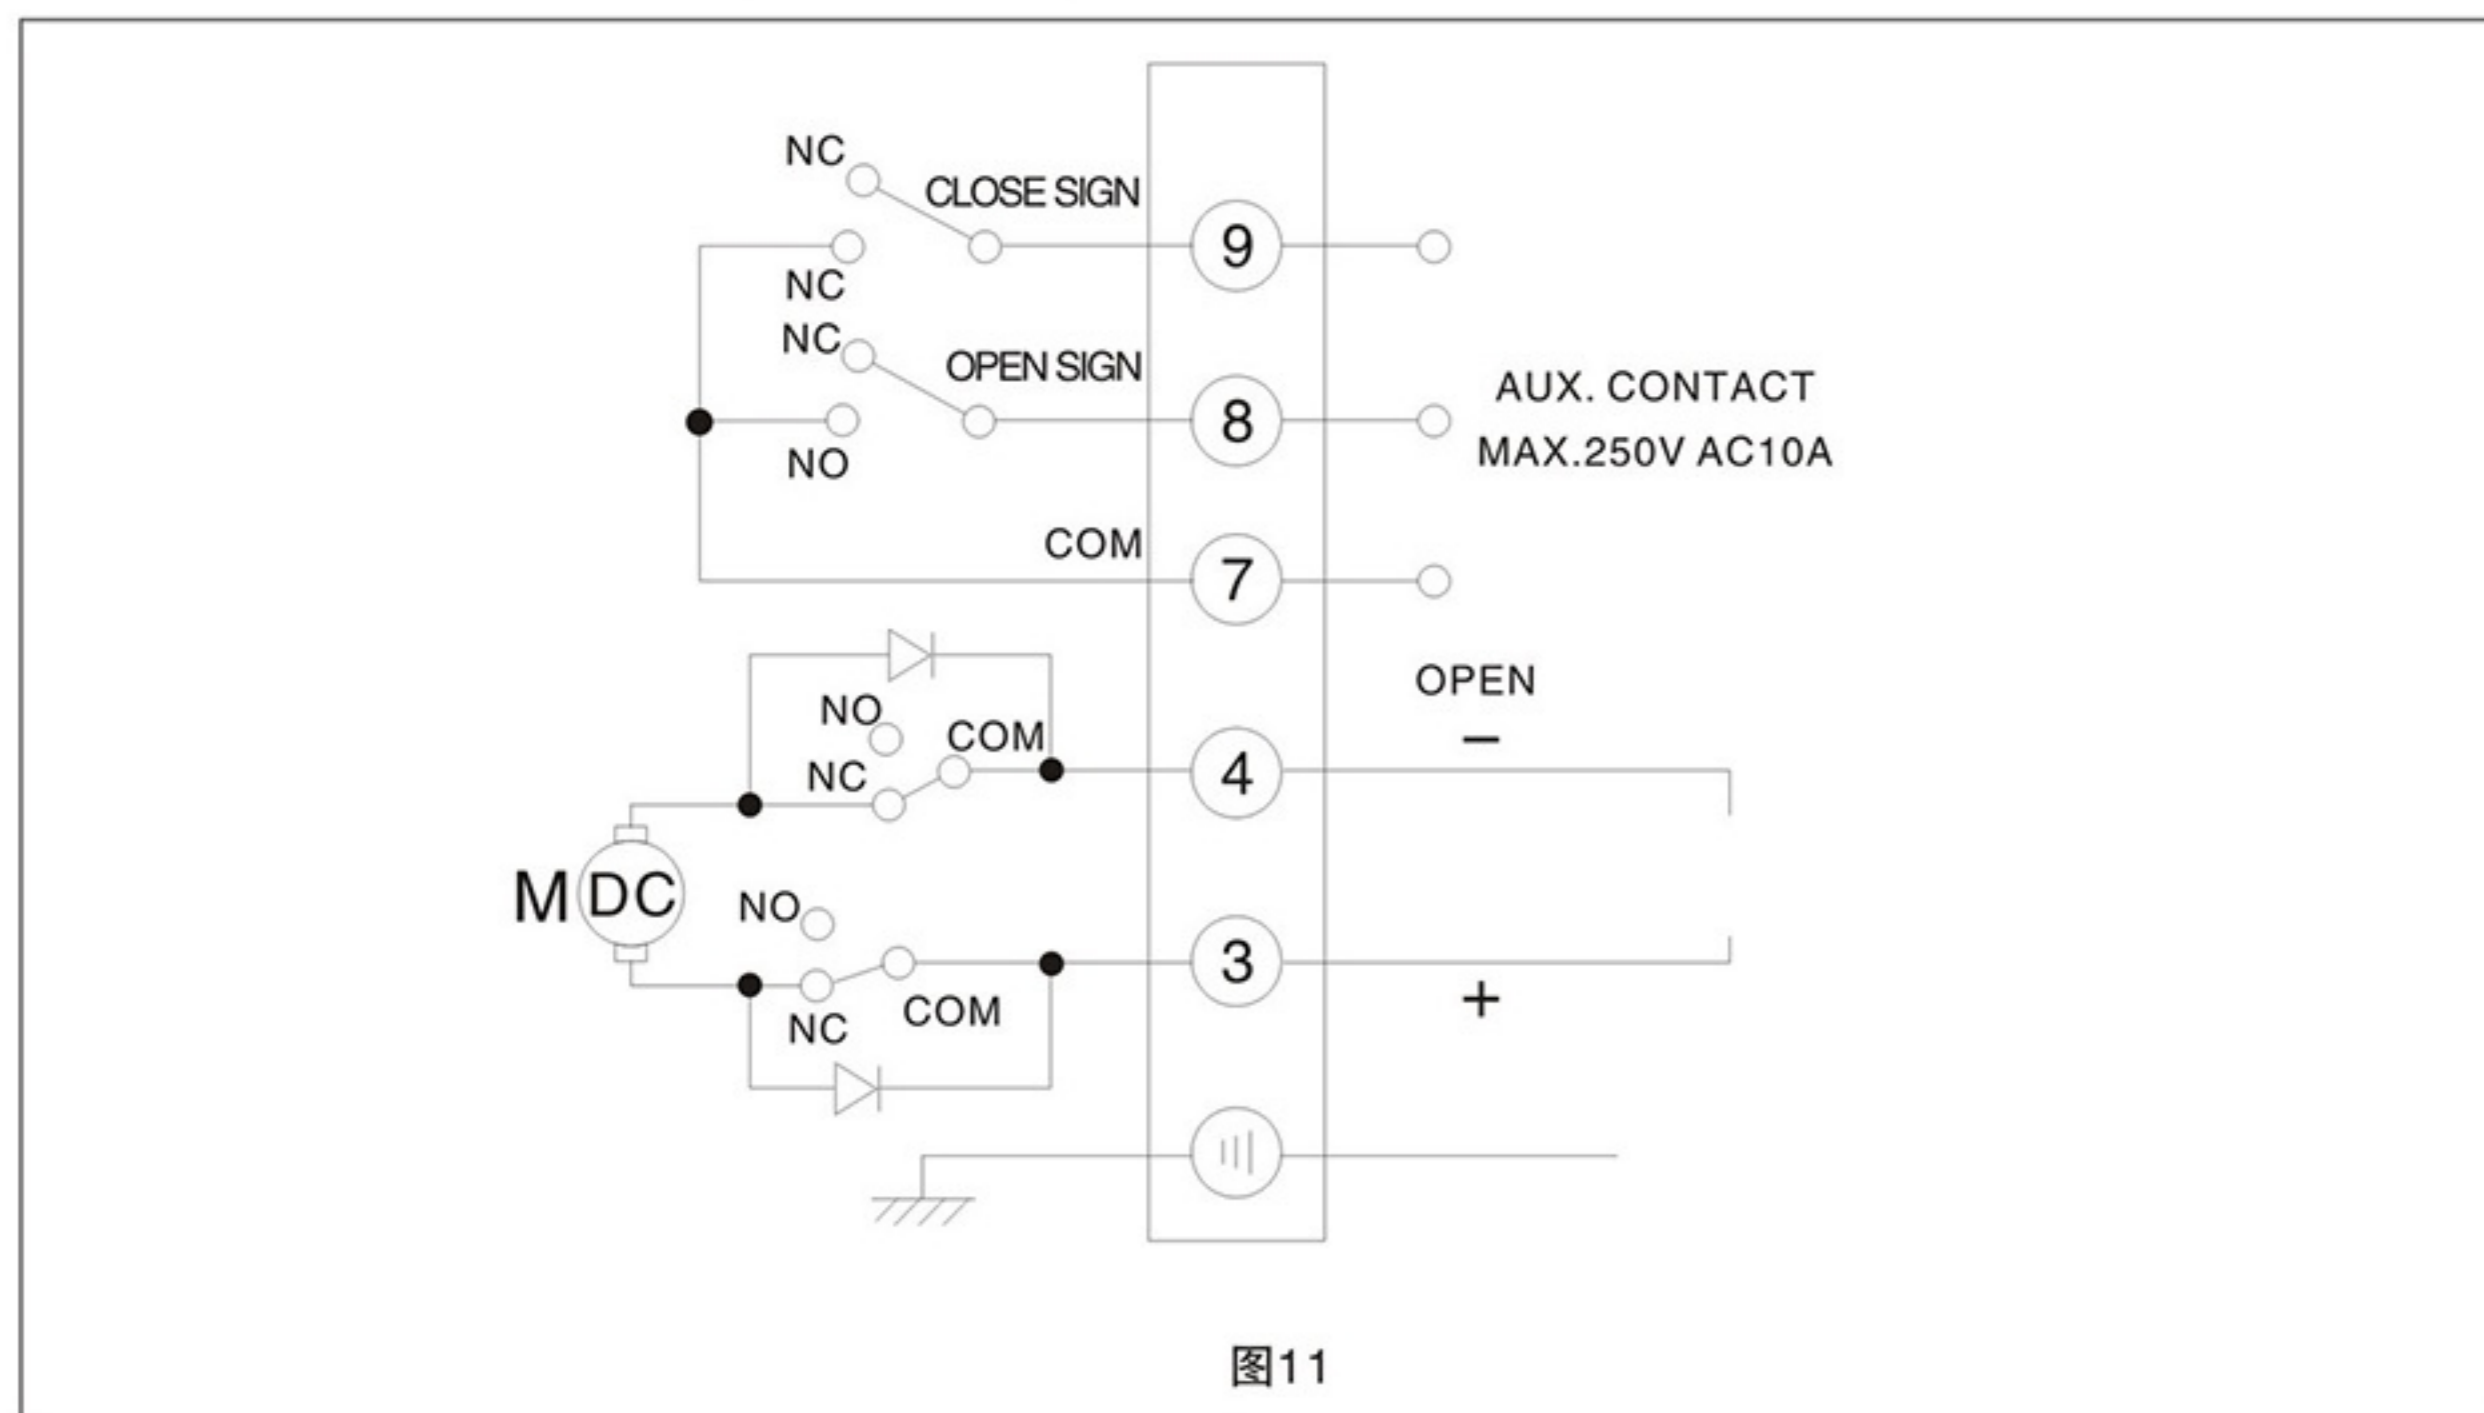 NC
CLOSE SIGN
9
NC
NC
OPEN SIGN
8
AUX. CONTACT
MAX.250V AC10A
NO
COM
7
OPEN
NO
COM
−
NC
4
M DC
NO
3
NC
COM
+
图11